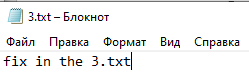 3.txt – Блокнот
Файл Правка Формат Вид Справка
fix in the 3.txt